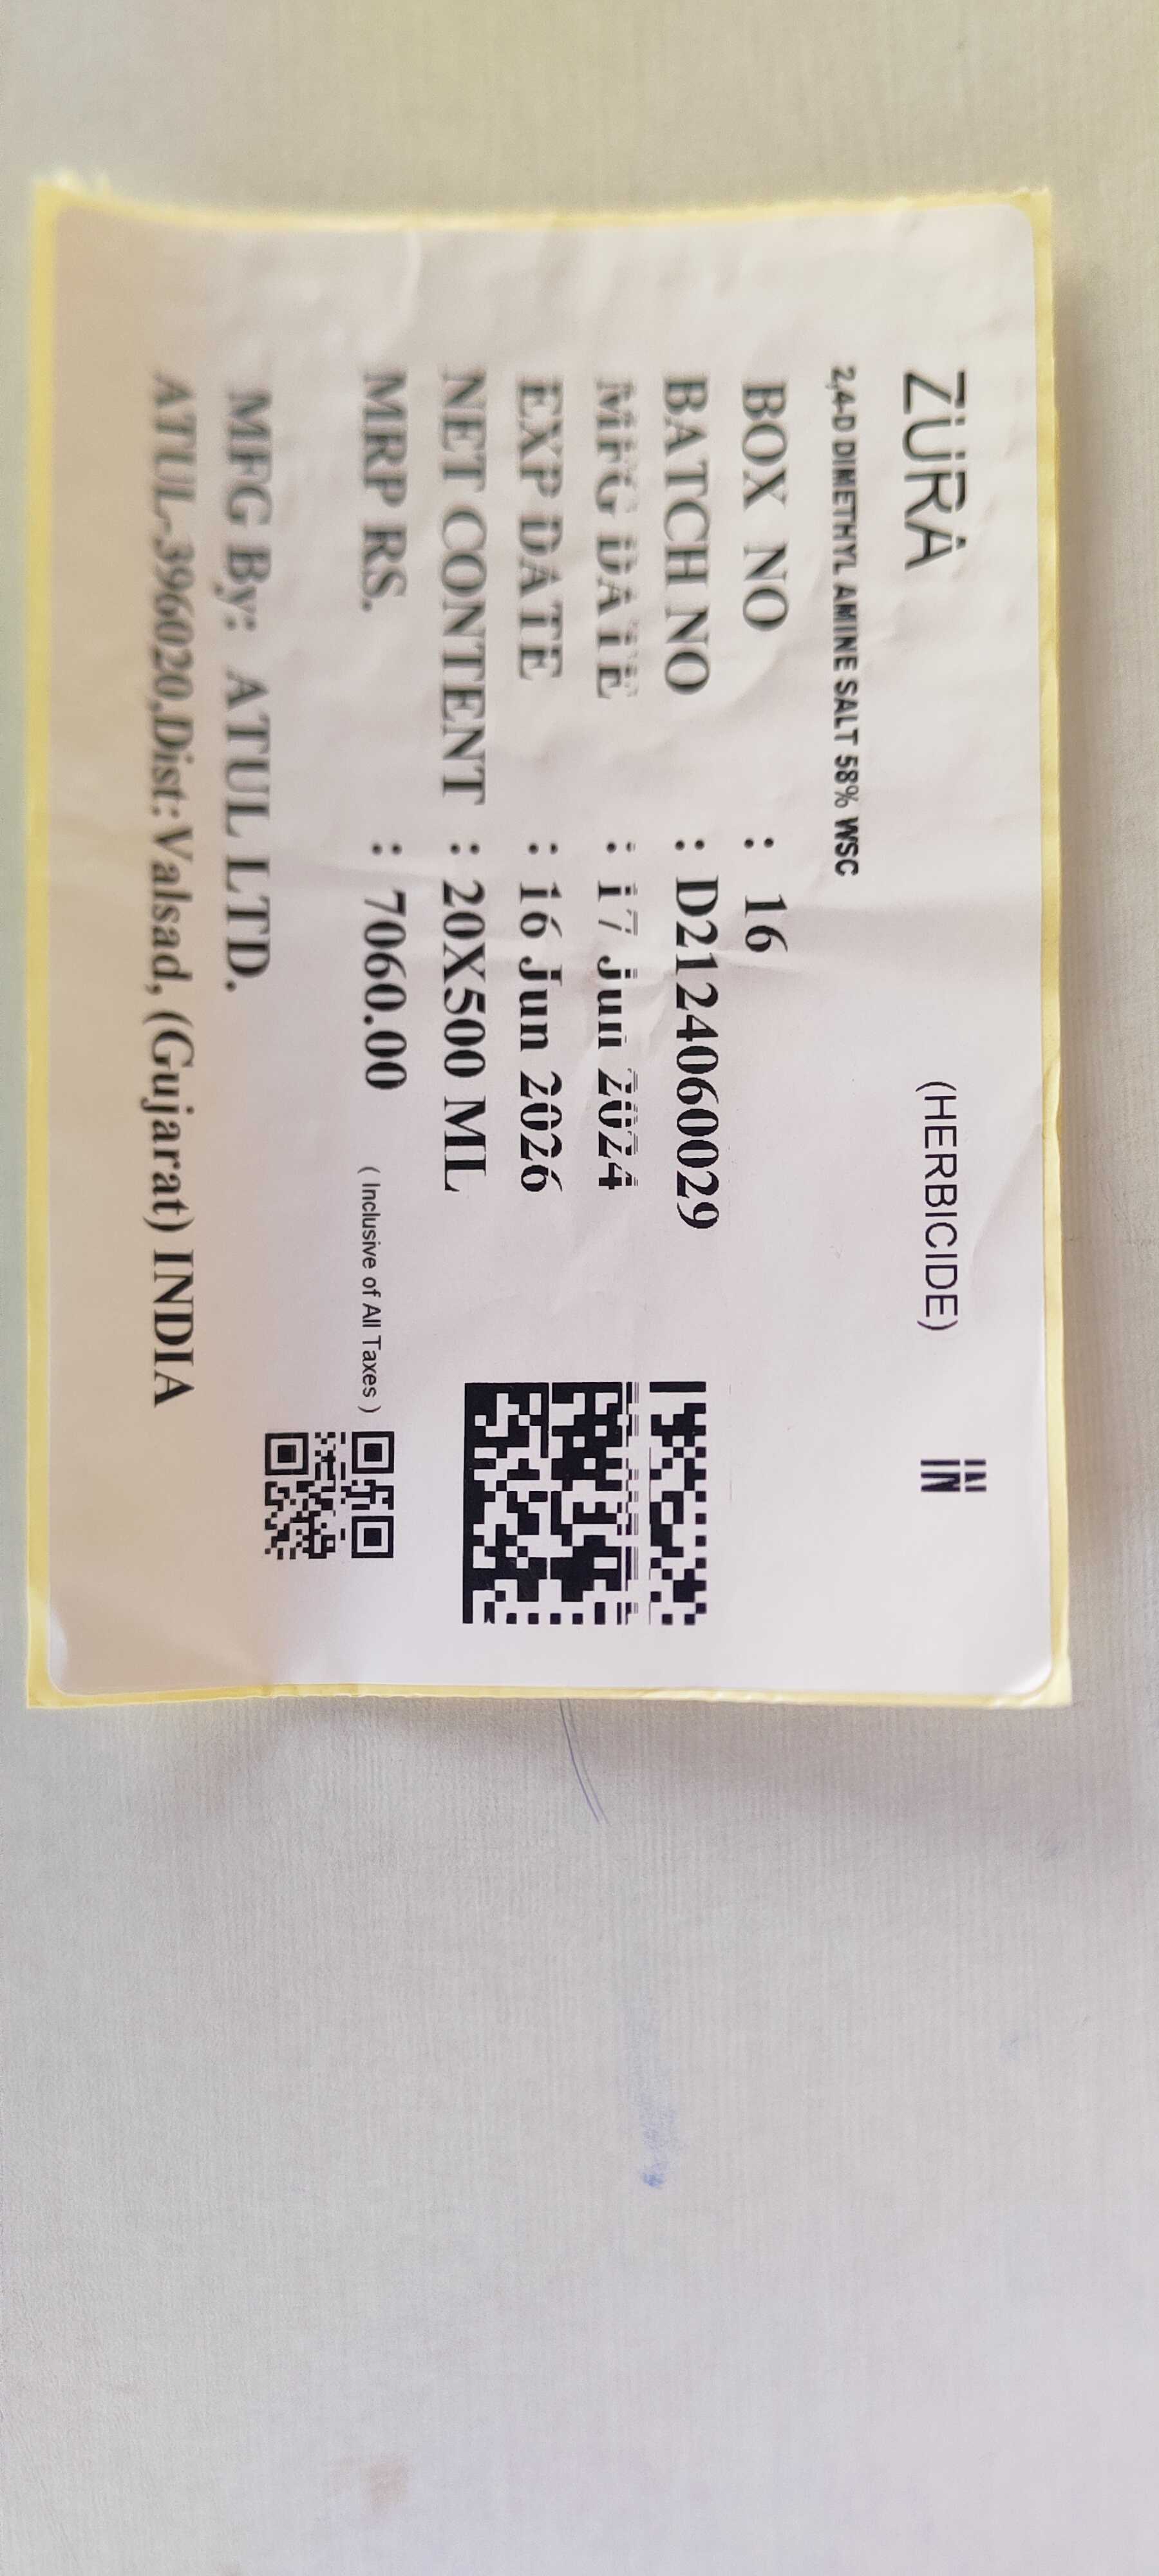 ZURA (HERBICIDE) IN
2,4-D DIMETHYL AMINE SALT 58% WSC
BOX NO : 16
BATCH NO : D2124060029
MFG DATE : 17 Jun 2024
EXP DATE : 16 Jun 2026
NET CONTENT : 20X500 ML
MRP RS. : 7060.00 ( Inclusive of All Taxes )
MFG By: ATUL LTD.
ATUL-396020,Dist:Valsad, (Gujarat) INDIA